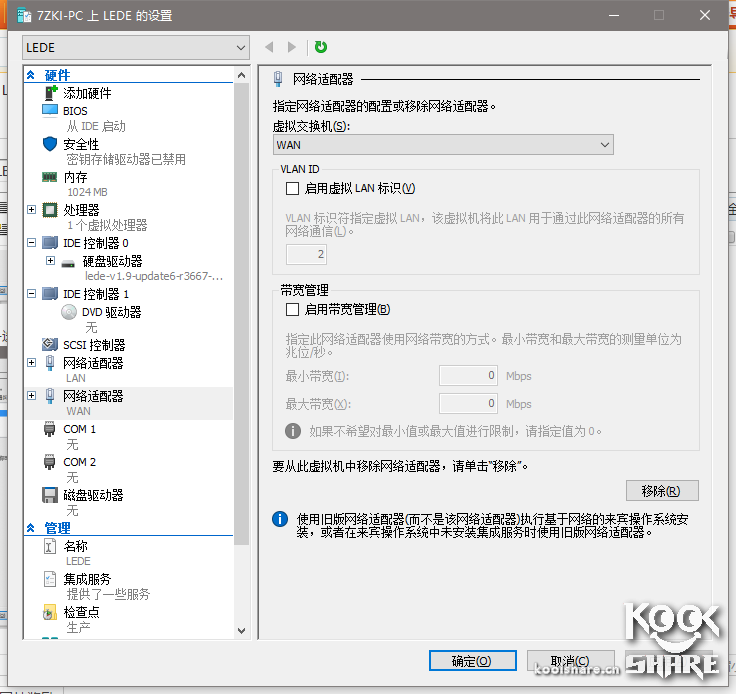 7ZKI-PC 上 LEDE 的设置
LEDE
硬件
添加硬件
BIOS
从 IDE 启动
安全性
密钥存储驱动器已禁用
内存
1024 MB
处理器
1 个虚拟处理器
IDE 控制器 0
硬盘驱动器
lede-v1.9-update6-r3667-...
IDE 控制器 1
DVD 驱动器
无
SCSI 控制器
网络适配器
LAN
网络适配器
WAN
COM 1
无
COM 2
无
磁盘驱动器
无
管理
名称
LEDE
集成服务
提供了一些服务
检查点
生产
网络适配器
指定网络适配器的配置或移除网络适配器。
虚拟交换机(S):
WAN
VLAN ID
启用虚拟 LAN 标识(V)
VLAN 标识符指定虚拟 LAN，该虚拟机将此 LAN 用于通过此网络适配器的所有
网络通信(L)。
2
带宽管理
启用带宽管理(B)
指定此网络适配器使用网络带宽的方式。最小带宽和最大带宽的测量单位为
兆位/秒。
最小带宽(I):
0 Mbps
最大带宽(X):
0 Mbps
如果不希望对最小值或最大值进行限制，请指定值为 0。
要从此虚拟机中移除网络适配器，请单击“移除”。
移除(R)
使用旧版网络适配器(而不是该网络适配器)执行基于网络的来宾操作系统安
装，或者在来宾操作系统中未安装集成服务时使用旧版网络适配器。
确定(O)
取消(C)
koolshare.cn
KOOL
SHARE